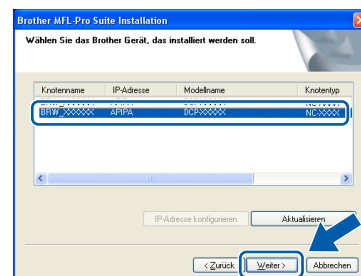 Brother MFL-Pro Suite Installation
Wählen Sie das Brother Gerät, das installiert werden soll.
Knotenname IP-Adresse Modellname Knotentyp
BRW_XXXXXX APIPA DCP-XXXXX NC-XXXX
IP-Adresse konfigurieren Aktualisieren
< Zurück Weiter > Abbrechen